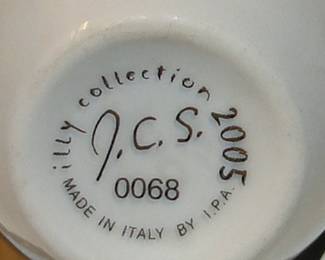 illy collection 2005
J.C.S.
0068
MADE IN ITALY BY I.P.A.